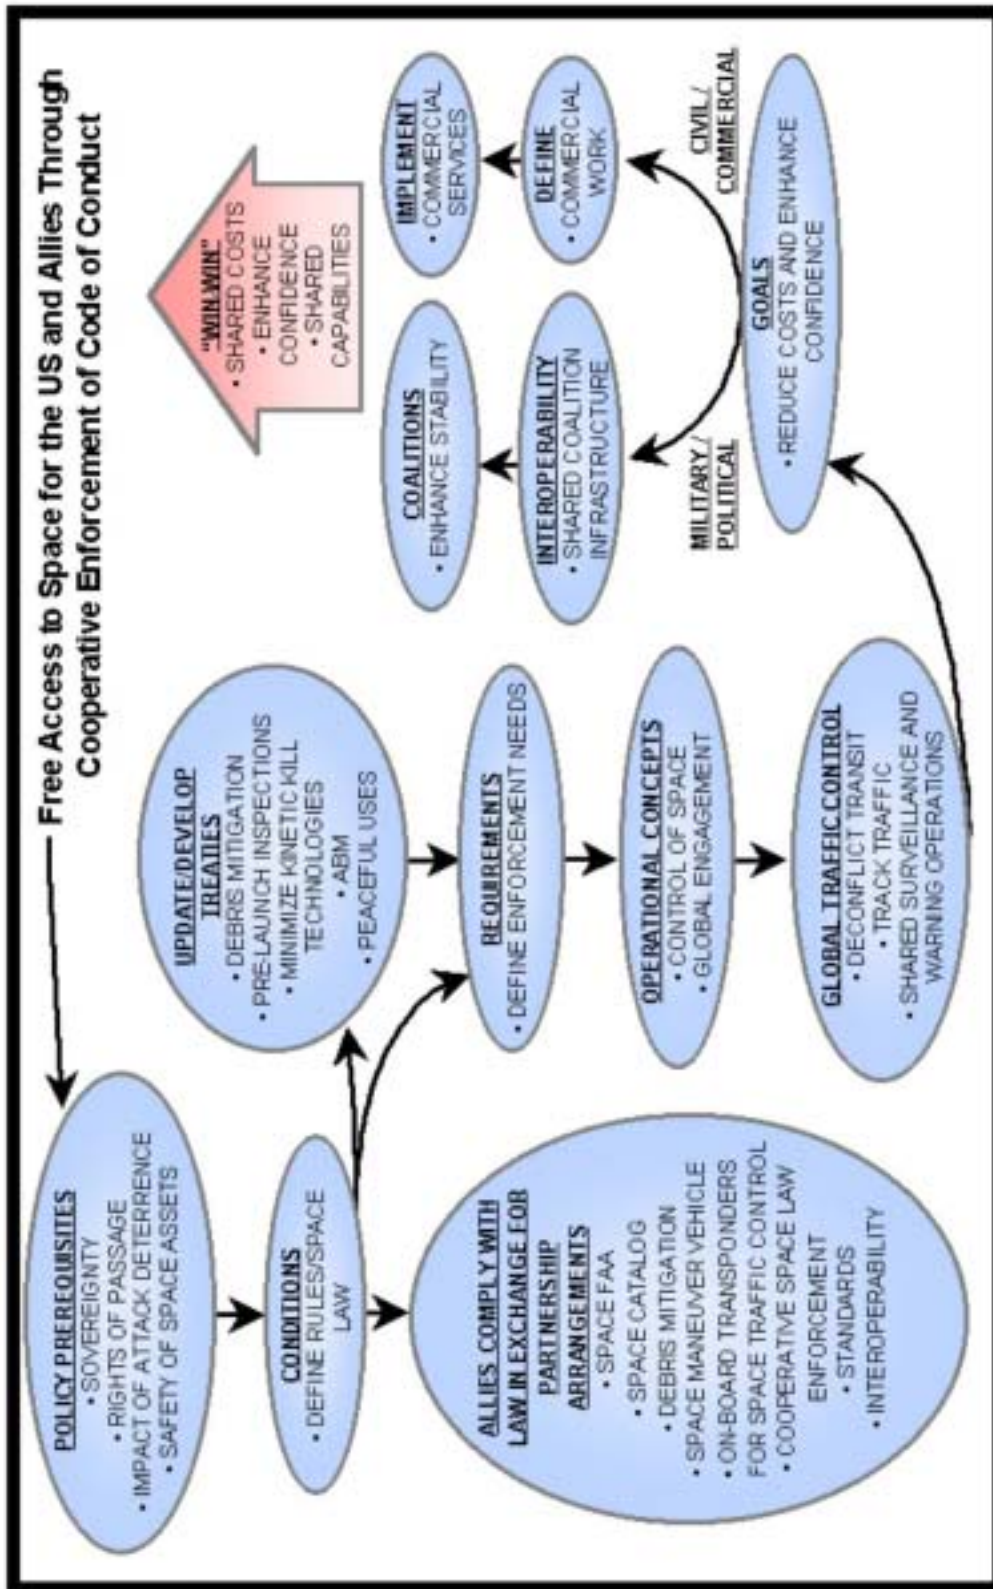 Free Access to Space for the US and Allies Through
Cooperative Enforcement of Code of Conduct
POLICY PREREQUISITES
• SOVEREIGNTY
• RIGHTS OF PASSAGE
• IMPACT OF ATTACK DETERRENCE
• SAFETY OF SPACE ASSETS
CONDITIONS
• DEFINE RULES/SPACE
LAW
ALLIES COMPLY WITH
LAW IN EXCHANGE FOR
PARTNERSHIP
ARRANGEMENTS
• SPACE FAA
• SPACE CATALOG
• DEBRIS MITIGATION
• SPACE MANEUVER VEHICLE
• ON-BOARD TRANSPONDERS
FOR SPACE TRAFFIC CONTROL
• COOPERATIVE SPACE LAW
ENFORCEMENT
• STANDARDS
• INTEROPERABILITY
UPDATE/DEVELOP
TREATIES
• DEBRIS MITIGATION
• PRE-LAUNCH INSPECTIONS
• MINIMIZE KINETIC KILL
TECHNOLOGIES
• ABM
• PEACEFUL USES
REQUIREMENTS
• DEFINE ENFORCEMENT NEEDS
OPERATIONAL CONCEPTS
• CONTROL OF SPACE
• GLOBAL ENGAGEMENT
GLOBAL TRAFFIC CONTROL
• DECONFLICT TRANSIT
• TRACK TRAFFIC
• SHARED SURVEILLANCE AND
WARNING OPERATIONS
"WIN WIN"
• SHARED COSTS
• ENHANCE
CONFIDENCE
• SHARED
CAPABILITIES
COALITIONS
• ENHANCE STABILITY
IMPLEMENT
• COMMERCIAL
SERVICES
INTEROPERABILITY
• SHARED COALITION
INFRASTRUCTURE
DEFINE
• COMMERCIAL
WORK
MILITARY/
POLITICAL
CIVIL/
COMMERCIAL
GOALS
• REDUCE COSTS AND ENHANCE
CONFIDENCE